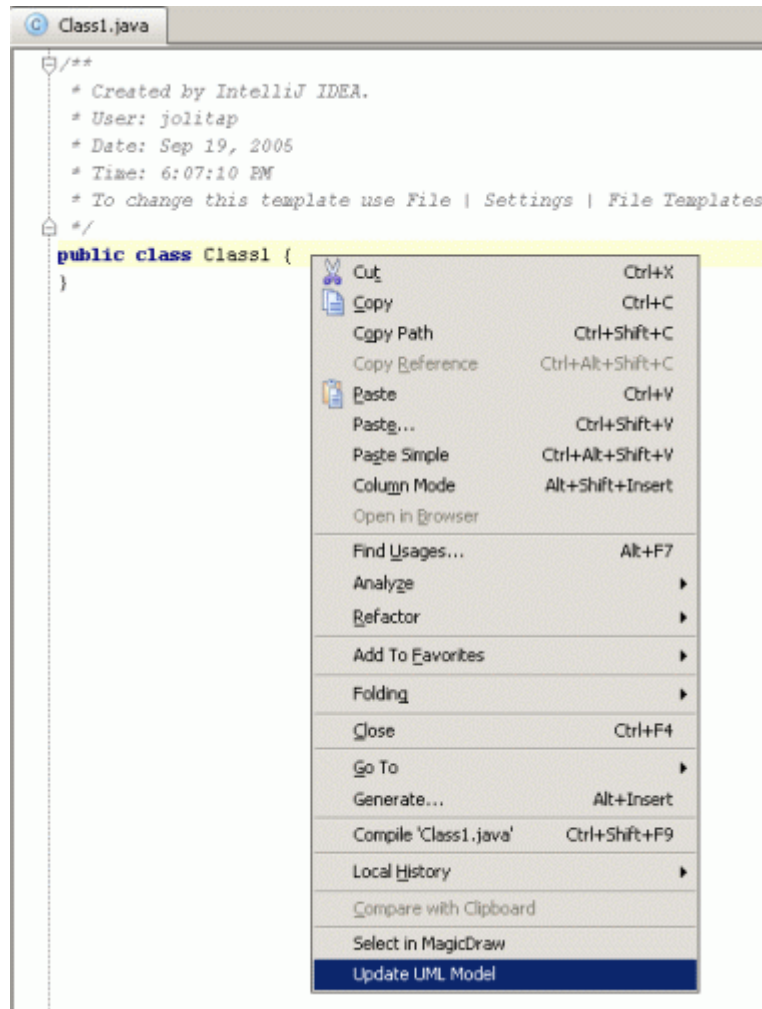 Class1.java
/**
* Created by IntelliJ IDEA.
* User: jolitap
* Date: Sep 19, 2005
* Time: 6:07:10 PM
* To change this template use File | Settings | File Templates
*/
public class Class1 {
}
Cut Ctrl+X
Copy Ctrl+C
Copy Path Ctrl+Shift+C
Copy Reference Ctrl+Alt+Shift+C
Paste Ctrl+V
Paste... Ctrl+Shift+V
Paste Simple Ctrl+Alt+Shift+V
Column Mode Alt+Shift+Insert
Open in Browser
Find Usages... Alt+F7
Analyze
Refactor
Add To Favorites
Folding
Close Ctrl+F4
Go To
Generate... Alt+Insert
Compile 'Class1.java' Ctrl+Shift+F9
Local History
Compare with Clipboard
Select in MagicDraw
Update UML Model